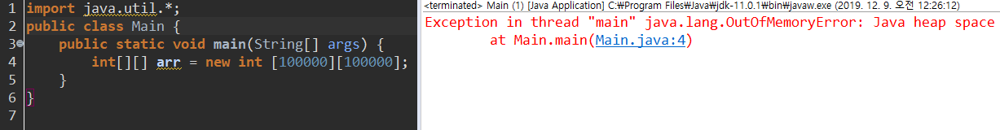 1 import java.util.*;
2 public class Main {
3 public static void main(String[] args) {
4 int[][] arr = new int [100000][100000];
5 }
6 }
7
<terminated> Main (1) [Java Application] C:₩Program Files₩Java₩jdk-11.0.1₩bin₩javaw.exe (2019. 12. 9. 오전 12:26:12)
Exception in thread "main" java.lang.OutOfMemoryError: Java heap space
at Main.main(Main.java:4)